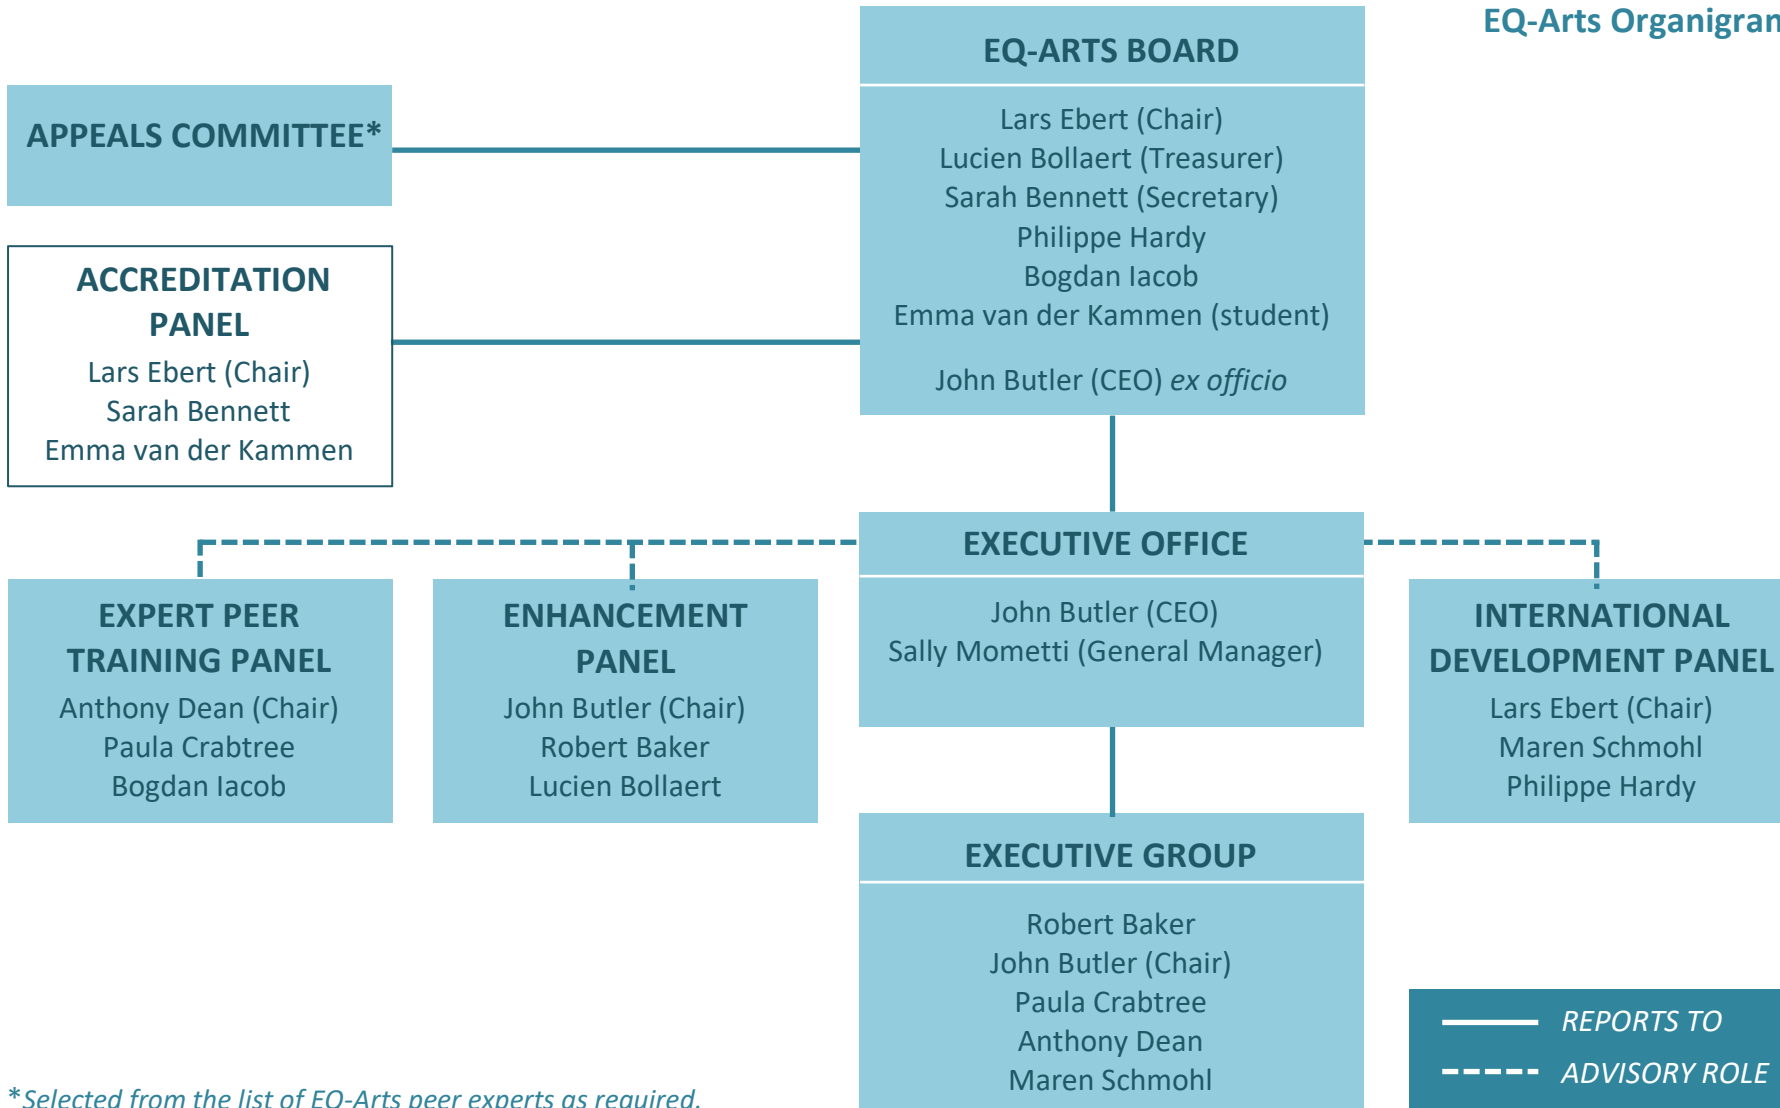 EQ-Arts Organigran
EQ-ARTS BOARD
Lars Ebert (Chair)
Lucien Bollaert (Treasurer)
Sarah Bennett (Secretary)
Philippe Hardy
Bogdan Iacob
Emma van der Kammen (student)
John Butler (CEO) ex officio
APPEALS COMMITTEE*
ACCREDITATION
PANEL
Lars Ebert (Chair)
Sarah Bennett
Emma van der Kammen
EXECUTIVE OFFICE
John Butler (CEO)
Sally Mometti (General Manager)
EXPERT PEER
TRAINING PANEL
Anthony Dean (Chair)
Paula Crabtree
Bogdan Iacob
ENHANCEMENT
PANEL
John Butler (Chair)
Robert Baker
Lucien Bollaert
INTERNATIONAL
DEVELOPMENT PANEL
Lars Ebert (Chair)
Maren Schmohl
Philippe Hardy
EXECUTIVE GROUP
Robert Baker
John Butler (Chair)
Paula Crabtree
Anthony Dean
Maren Schmohl
REPORTS TO
ADVISORY ROLE
*Selected from the list of EQ-Arts peer experts as required.